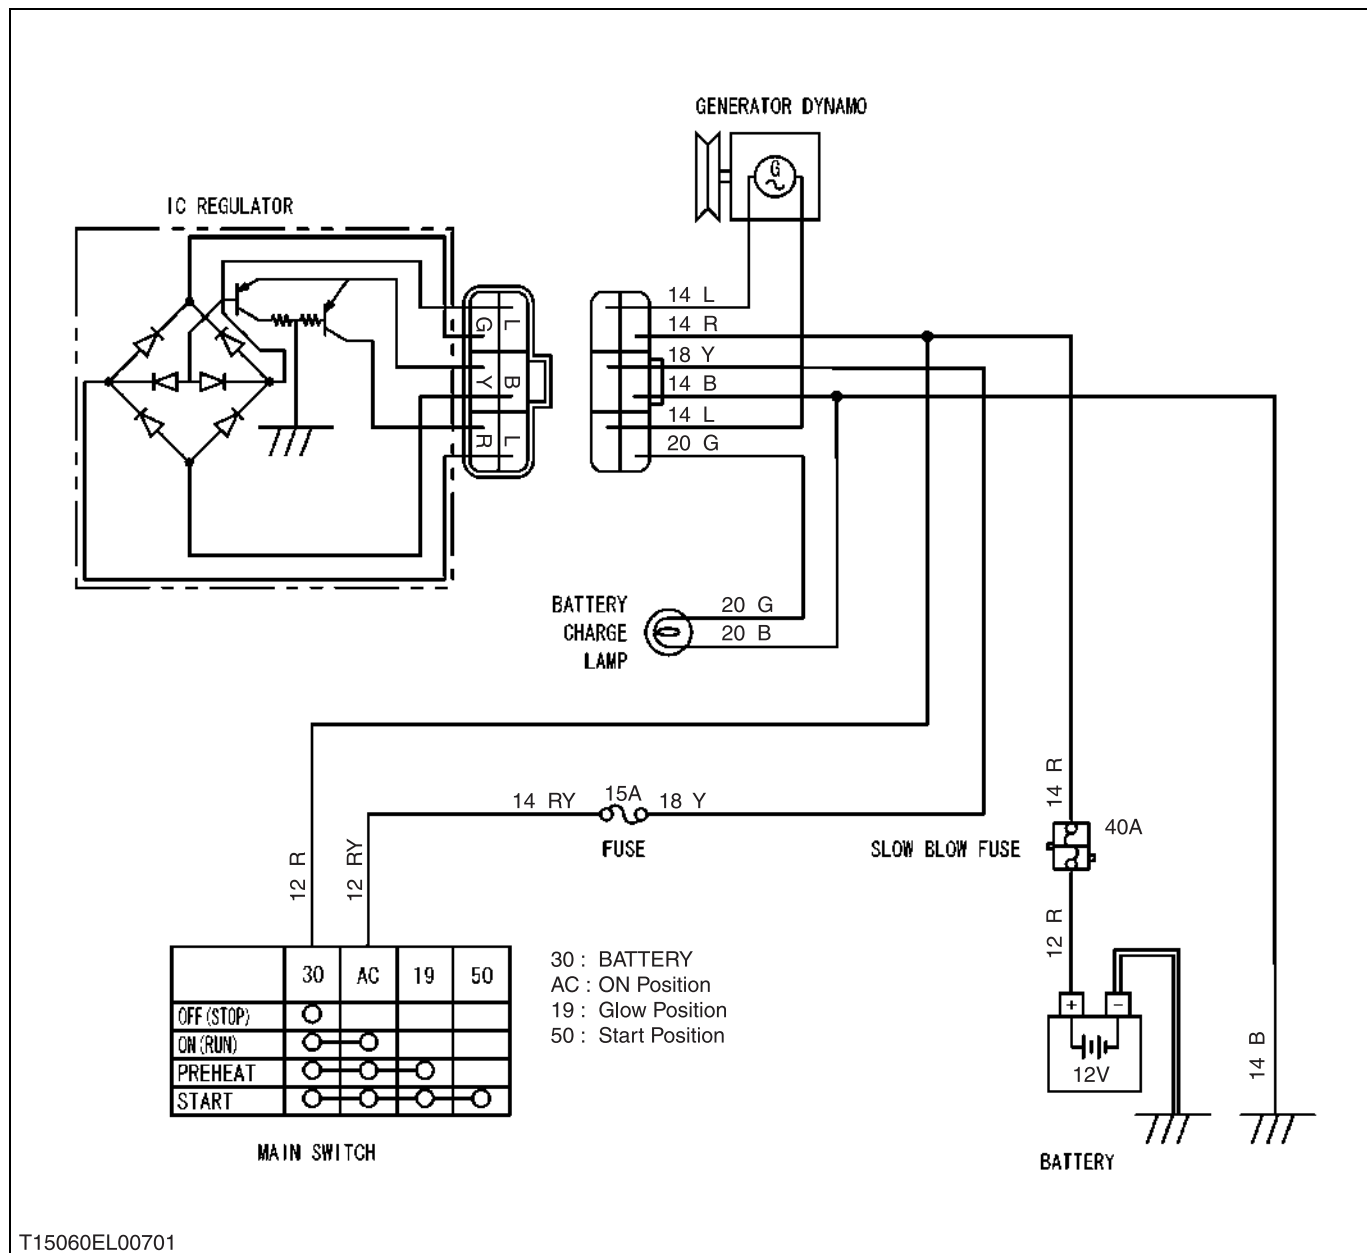 GENERATOR DYNAMO
G
IC REGULATOR
L
G
B
Y
L
R
14 L
14 R
18 Y
14 B
14 L
20 G
BATTERY
CHARGE
LAMP
20 G
20 B
14 RY
15A
18 Y
FUSE
SLOW BLOW FUSE
14 R
40A
12 R
12 R
12 RY
30 AC 19 50
OFF(STOP)
ON(RUN)
PREHEAT
START
MAIN SWITCH
30 : BATTERY
AC : ON Position
19 : Glow Position
50 : Start Position
+ −
12V
BATTERY
14 B
T15060EL00701